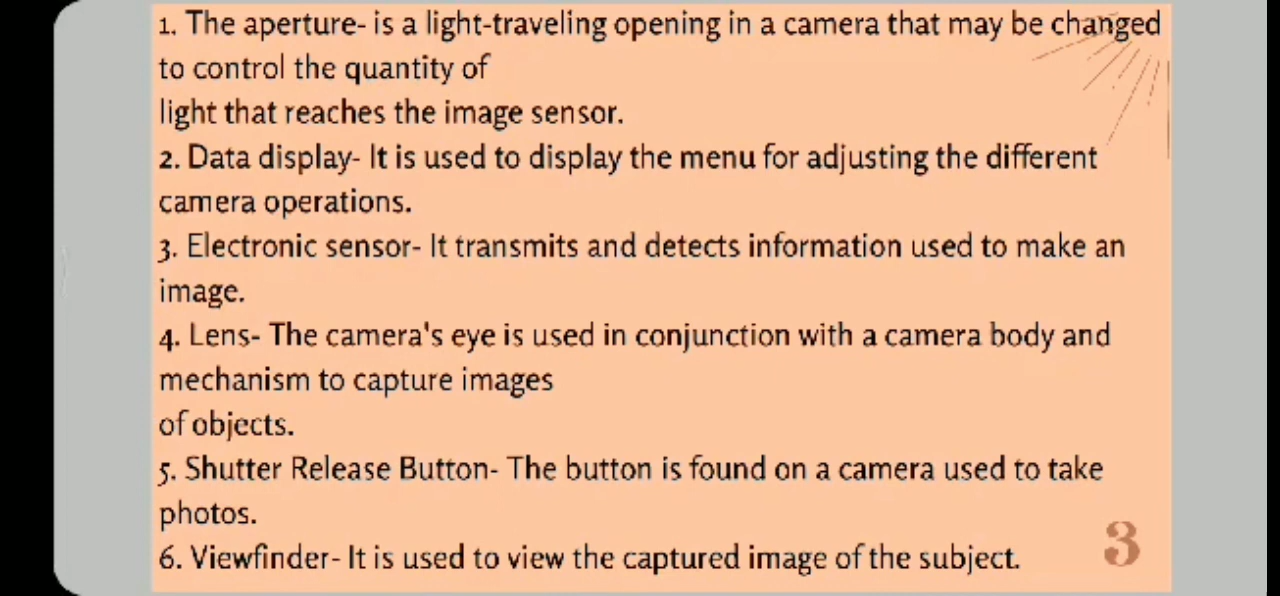 1. The aperture- is a light-traveling opening in a camera that may be changed
to control the quantity of
light that reaches the image sensor.
2. Data display- It is used to display the menu for adjusting the different
camera operations.
3. Electronic sensor- It transmits and detects information used to make an
image.
4. Lens- The camera's eye is used in conjunction with a camera body and
mechanism to capture images
of objects.
5. Shutter Release Button- The button is found on a camera used to take
photos.
6. Viewfinder- It is used to view the captured image of the subject.
3